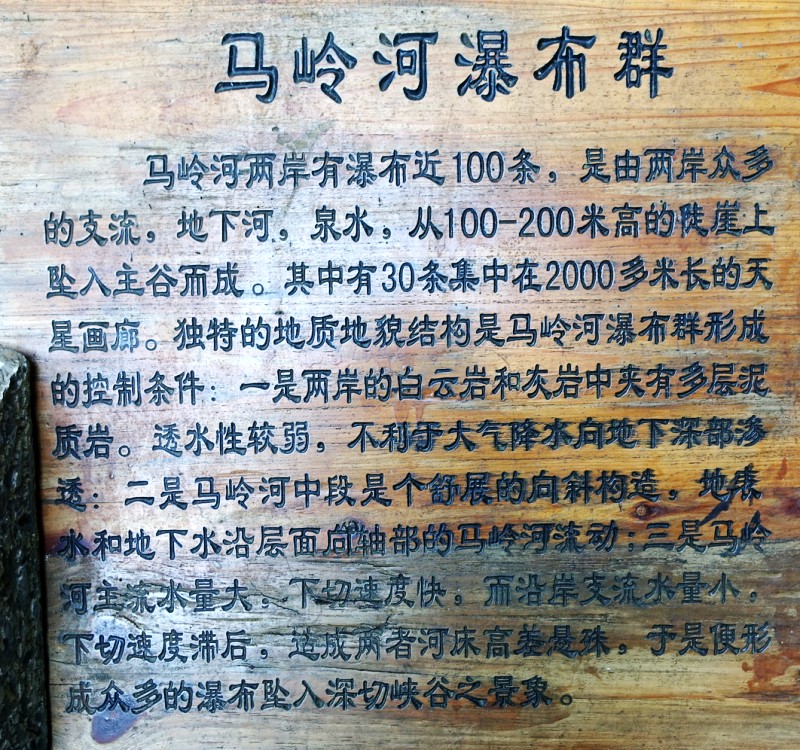 马岭河瀑布群
马岭河两岸有瀑布近100条，是由两岸众多
的支流，地下河，泉水，从100-200米高的陡崖上
坠入主谷而成。其中有30条集中在2000多米长的天
星画廊。独特的地质地貌结构是马岭河瀑布群形成
的控制条件：一是两岸的白云岩和灰岩中夹有多层泥
质岩。透水性较弱，不利于大气降水向地下深部渗
透：二是马岭河中段是个舒展的向斜构造，地表
水和地下水沿层面向轴部的马岭河流动；三是马岭
河主流水量大，下切速度快，而沿岸支流水量小，
下切速度滞后，造成两者河床高差悬殊，于是便形
成众多的瀑布坠入深切峡谷之景象。